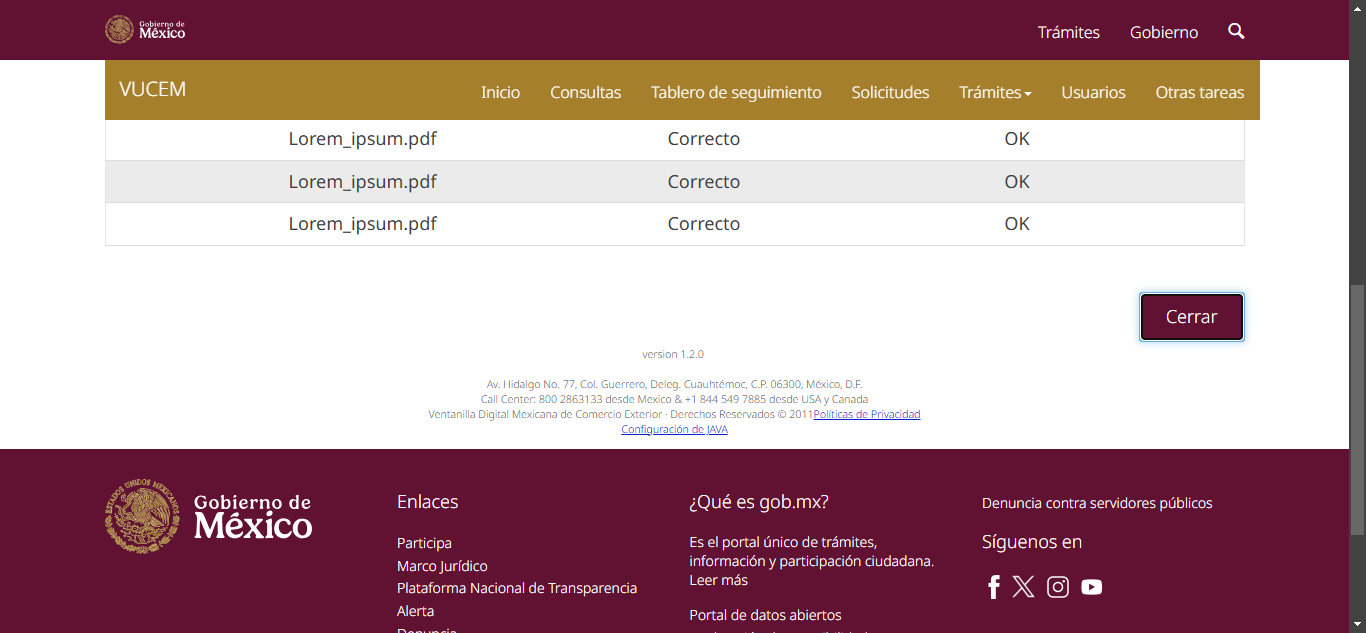 Gobierno de
México
Trámites Gobierno
VUCEM Inicio Consultas Tablero de seguimiento Solicitudes Trámites Usuarios Otras tareas
Lorem_ipsum.pdf Correcto OK
Lorem_ipsum.pdf Correcto OK
Lorem_ipsum.pdf Correcto OK
Cerrar
version 1.2.0
Av. Hidalgo No. 77, Col. Guerrero, Deleg. Cuauhtémoc, C.P. 06300, México, D.F.
Call Center: 800 2863133 desde Mexico & +1 844 549 7885 desde USA y Canada
Ventanilla Digital Mexicana de Comercio Exterior · Derechos Reservados © 2011Políticas de Privacidad
Configuración de JAVA
ESTADOS UNIDOS MEXICANOS
Gobierno de
México
Enlaces
Participa
Marco Jurídico
Plataforma Nacional de Transparencia
Alerta
Denuncia
¿Qué es gob.mx?
Es el portal único de trámites,
información y participación ciudadana.
Leer más
Portal de datos abiertos
Denuncia contra servidores públicos
Síguenos en